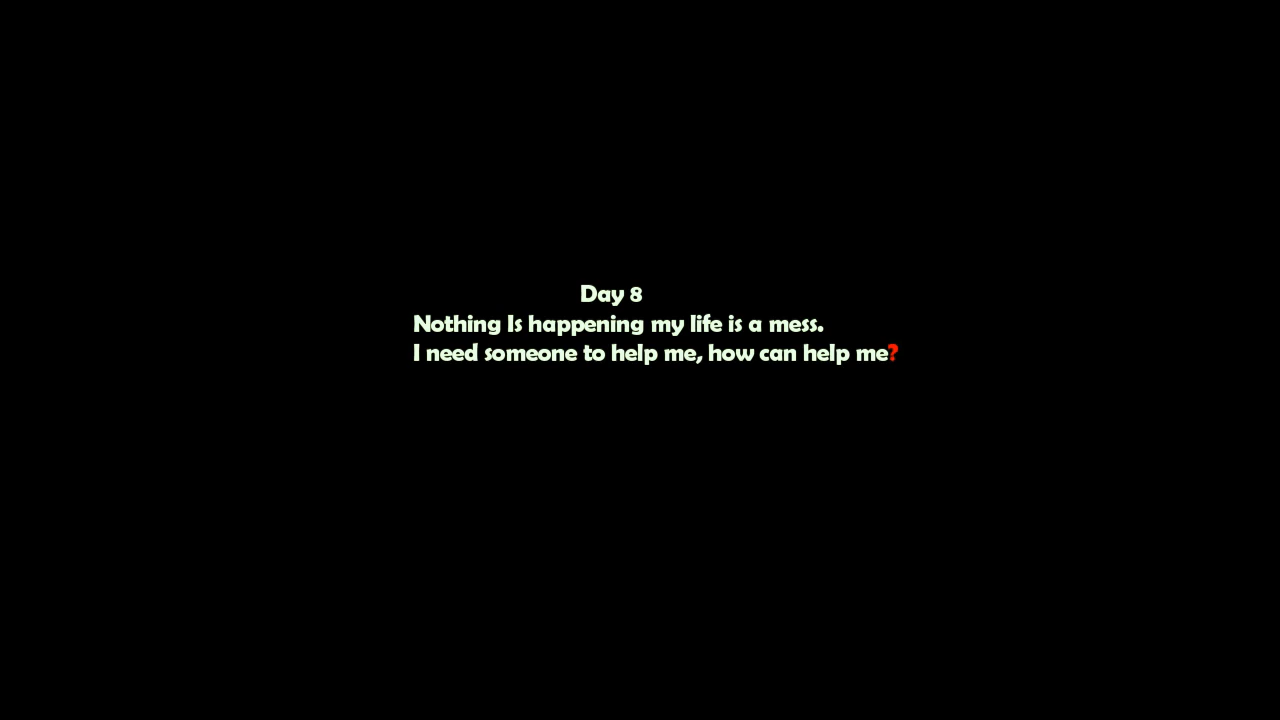 Day 8
Nothing Is happening my life is a mess.
I need someone to help me, how can help me?